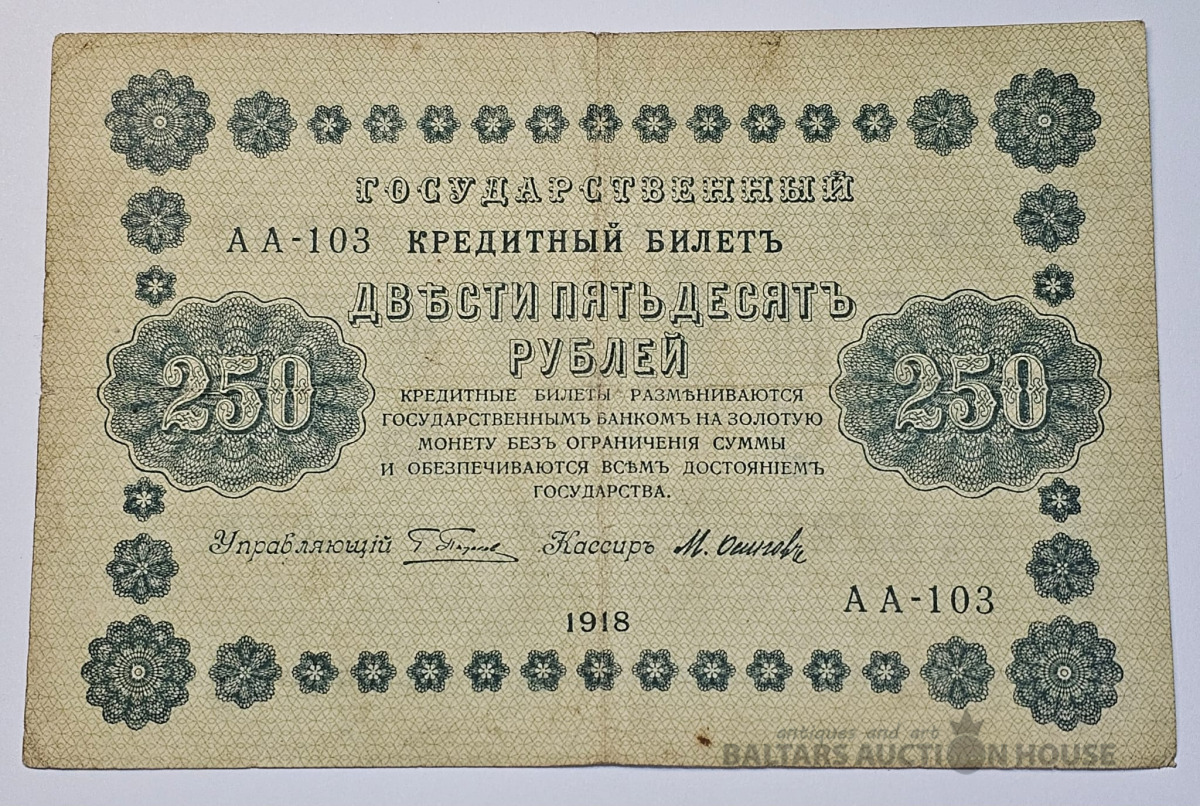 ГОСУДАРСТВЕННЫЙ
АА-103 КРЕДИТНЫЙ БИЛЕТЪ
ДВѢСТИ ПЯТЬДЕСЯТЪ
РУБЛЕЙ
250
250
КРЕДИТНЫЕ БИЛЕТЫ РАЗМѢНИВАЮТСЯ
ГОСУДАРСТВЕННЫМЪ БАНКОМЪ НА ЗОЛОТУЮ
МОНЕТУ БЕЗЪ ОГРАНИЧЕНІЯ СУММЫ
И ОБЕЗПЕЧИВАЮТСЯ ВСѢМЪ ДОСТОЯНІЕМЪ
ГОСУДАРСТВА.
Управляющій Кассиръ М. Осиповъ
АА-103
1918
antiques and art
BALTARS AUCTION HOUSE